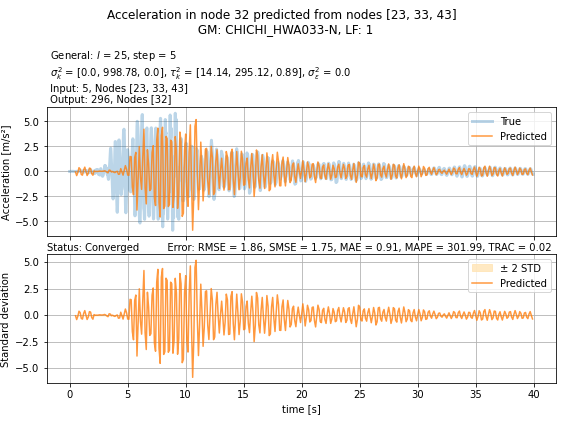 Acceleration in node 32 predicted from nodes [23, 33, 43]
GM: CHICHI_HWA033-N, LF: 1
General: l = 25, step = 5
σ²ₖ = [0.0, 998.78, 0.0], τ²ₖ = [14.14, 295.12, 0.89], σ²ε = 0.0
Input: 5, Nodes [23, 33, 43]
Output: 296, Nodes [32]
Acceleration [m/s²]
5.0
2.5
0.0
−2.5
−5.0
True
Predicted
Status: Converged Error: RMSE = 1.86, SMSE = 1.75, MAE = 0.91, MAPE = 301.99, TRAC = 0.02
Standard deviation
5.0
2.5
0.0
−2.5
−5.0
± 2 STD
Predicted
0 5 10 15 20 25 30 35 40
time [s]